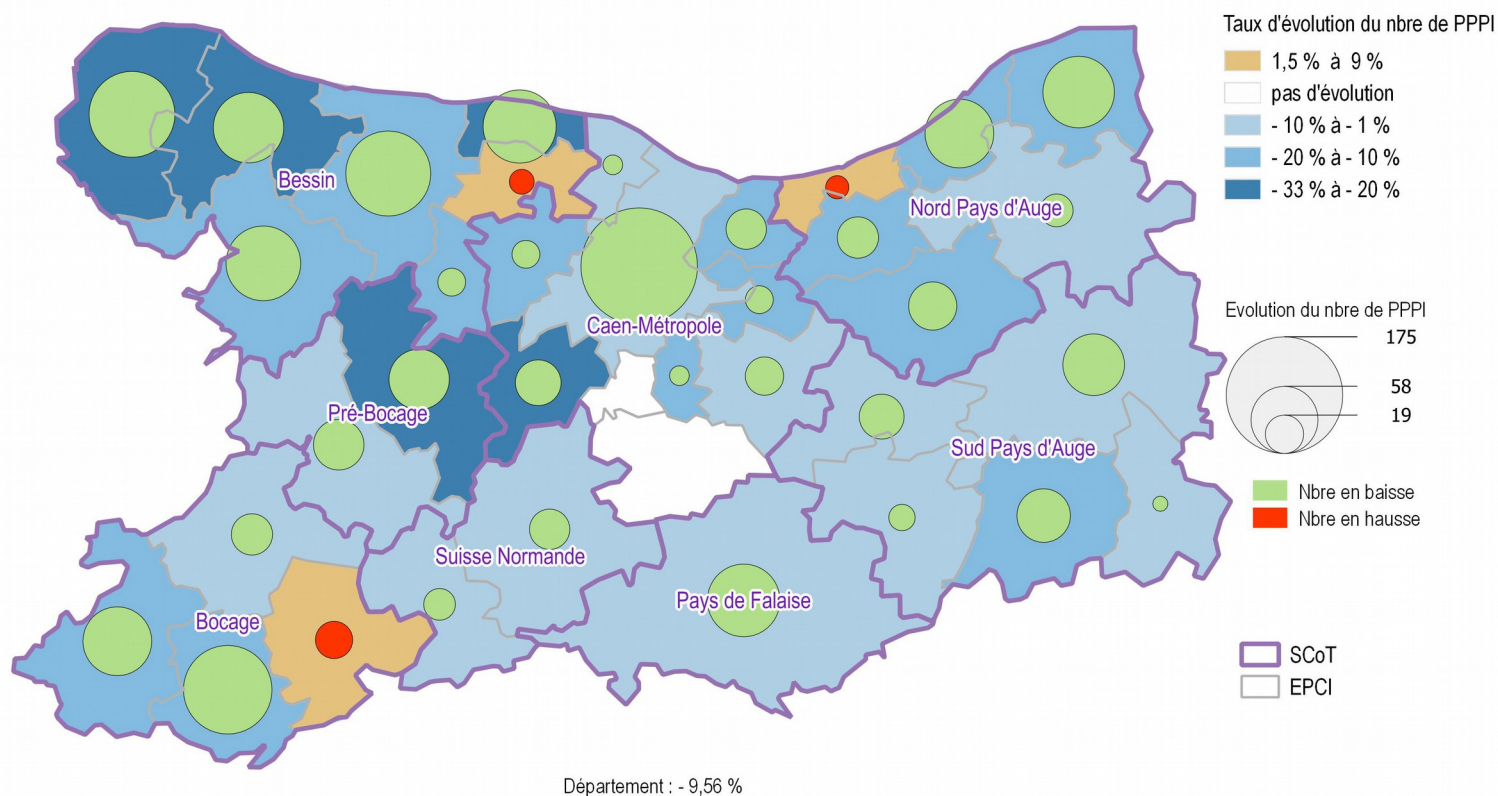 Taux d'évolution du nbre de PPPI
1,5 % à 9 %
pas d'évolution
- 10 % à - 1 %
- 20 % à - 10 %
- 33 % à - 20 %
Bessin
Nord Pays d'Auge
Caen-Métropole
Pré-Bocage
Sud Pays d'Auge
Suisse Normande
Pays de Falaise
Bocage
Evolution du nbre de PPPI
175
58
19
Nbre en baisse
Nbre en hausse
SCoT
EPCI
Département : - 9,56 %